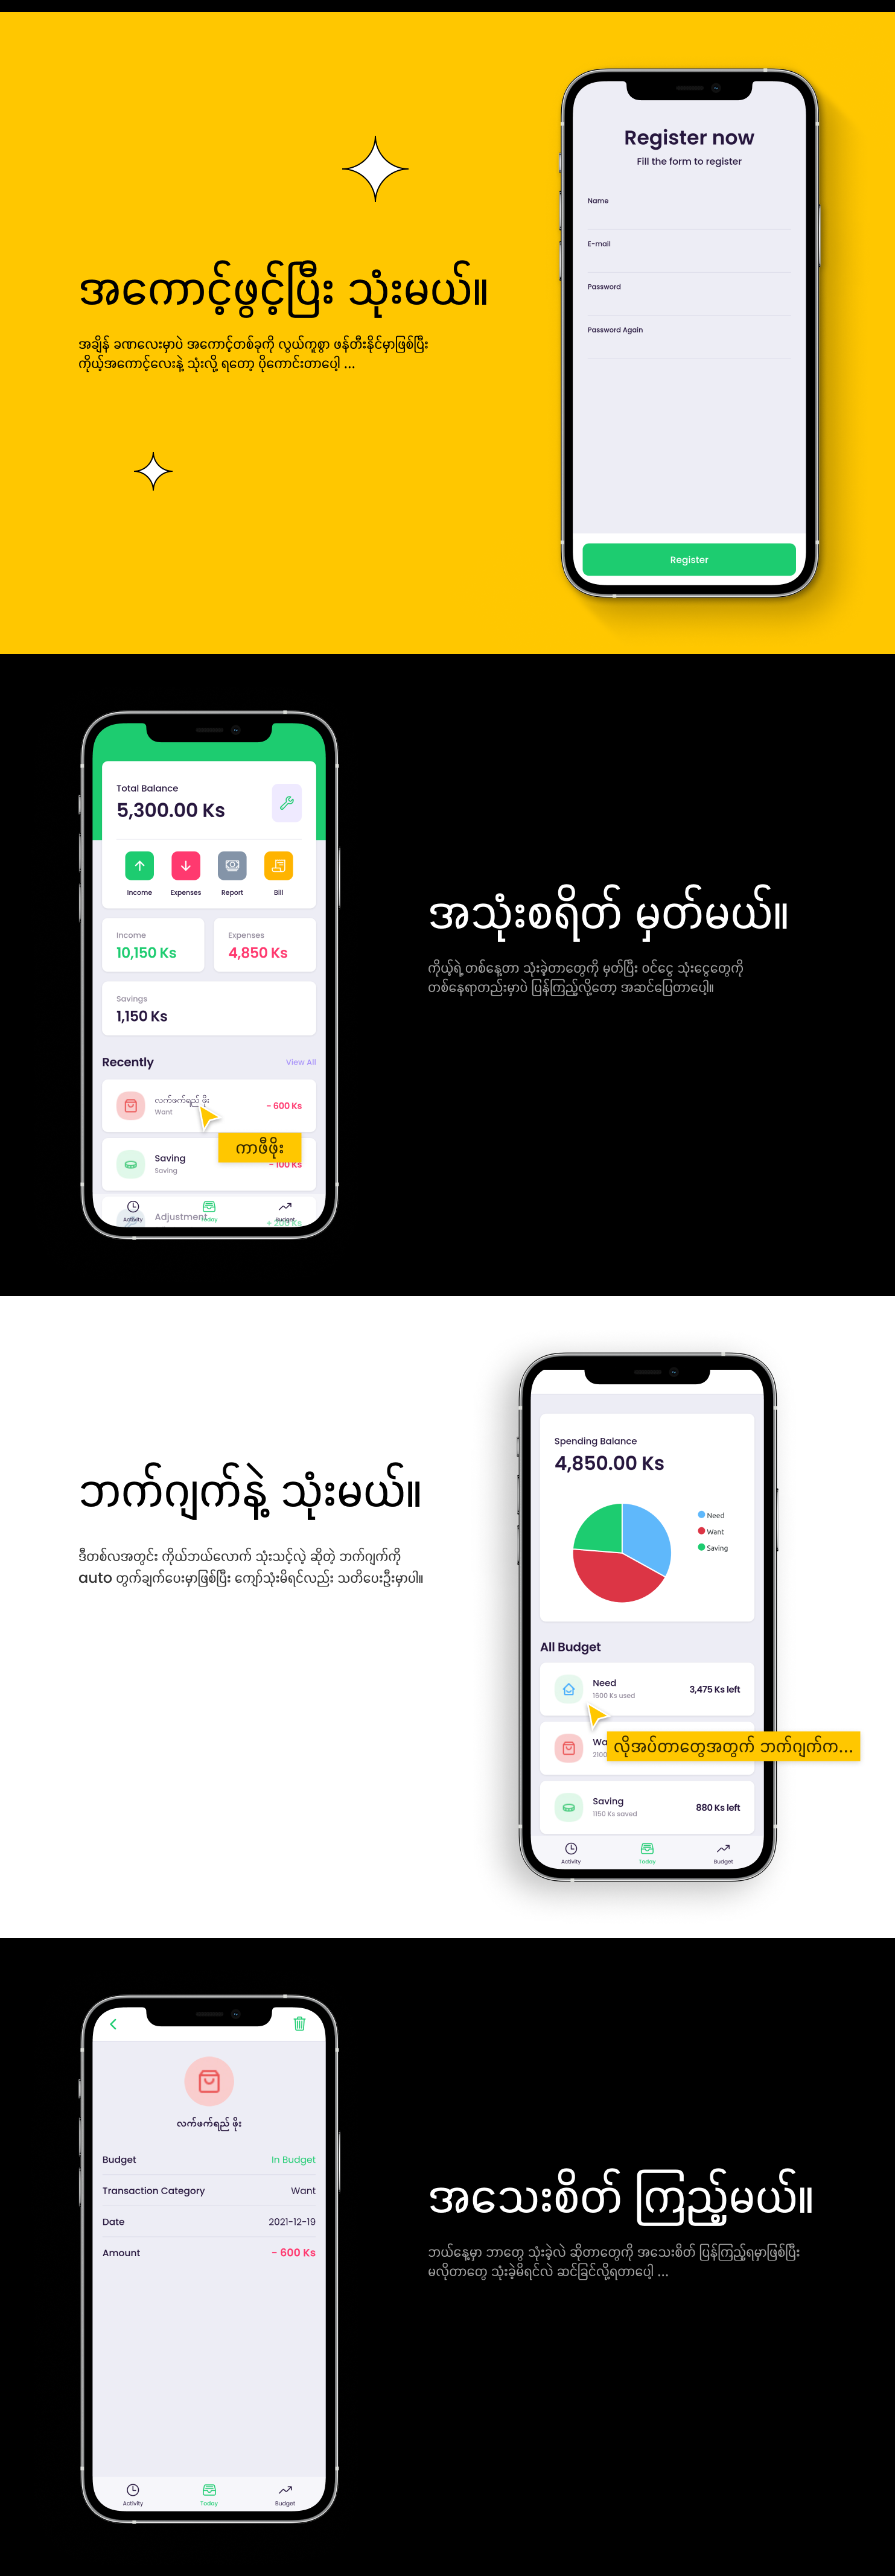 Register now
Fill the form to register
Name
E-mail
Password
Password Again
Register
အကောင့်ဖွင့်ပြီး သုံးမယ်။
အချိန် ခဏလေးမှာပဲ အကောင့်တစ်ခုကို လွယ်ကူစွာ ဖန်တီးနိုင်မှာဖြစ်ပြီး
ကိုယ့်အကောင့်လေးနဲ့ သုံးလို့ ရတော့ ပိုကောင်းတာပေါ့ ...
Total Balance
5,300.00 Ks
Income
Expenses
Report
Bill
Income
10,150 Ks
Expenses
4,850 Ks
Savings
1,150 Ks
Recently
View All
လက်ဖက်ရည် ဖိုး
Want
- 600 Ks
ကာဖီဖိုး
Saving
Saving
- 100 Ks
Adjustment
Activity
Today
Budget
အသုံးစရိတ် မှတ်မယ်။
ကိုယ့်ရဲ့ တစ်နေ့တာ သုံးခဲ့တာတွေကို မှတ်ပြီး ဝင်ငွေ သုံးငွေတွေကို
တစ်နေရာတည်းမှာပဲ ပြန်ကြည့်လို့တော့ အဆင်ပြေတာပေါ့။
ဘက်ဂျက်နဲ့ သုံးမယ်။
ဒီတစ်လအတွင်း ကိုယ်ဘယ်လောက် သုံးသင့်လဲ့ ဆိုတဲ့ ဘက်ဂျက်ကို
auto တွက်ချက်ပေးမှာဖြစ်ပြီး ကျော်သုံးမိရင်လည်း သတိပေးဦးမှာပါ။
Spending Balance
4,850.00 Ks
Need
Want
Saving
All Budget
Need
1600 Ks used
3,475 Ks left
Wa
2100
လိုအပ်တာတွေအတွက် ဘက်ဂျက်က...
Saving
1150 Ks saved
880 Ks left
Activity
Today
Budget
လက်ဖက်ရည် ဖိုး
Budget
In Budget
Transaction Category
Want
Date
2021-12-19
Amount
- 600 Ks
Activity
Today
Budget
အသေးစိတ် ကြည့်မယ်။
ဘယ်နေ့မှာ ဘာတွေ သုံးခဲ့လဲ ဆိုတာတွေကို အသေးစိတ် ပြန်ကြည့်ရမှာဖြစ်ပြီး
မလိုတာတွေ သုံးခဲ့မိရင်လဲ ဆင်ခြင်လို့ရတာပေါ့ ...